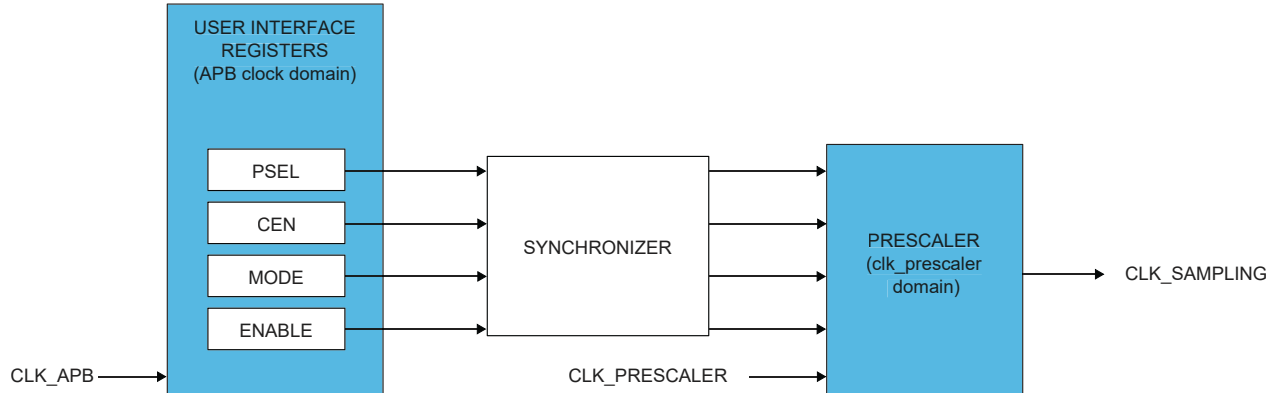 USER INTERFACE
REGISTERS
(APB clock domain)
PSEL
CEN
MODE
ENABLE
CLK_APB
SYNCHRONIZER
CLK_PRESCALER
PRESCALER
(clk_prescaler
domain)
CLK_SAMPLING